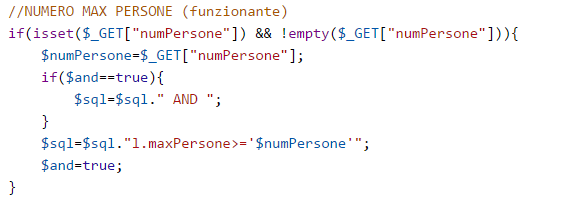 //NUMERO MAX PERSONE (funzionante)
if(isset($_GET["numPersone"]) && !empty($_GET["numPersone"])){
    $numPersone=$_GET["numPersone"];
    if($and==true){
        $sql=$sql." AND ";
    }
    $sql=$sql."l.maxPersone>='$numPersone'";
    $and=true;
}